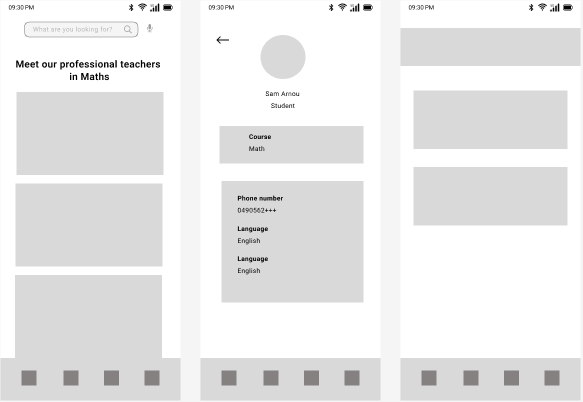 09:30 PM
What are you looking for?
Meet our professional teachers
in Maths
09:30 PM
Sam Arnou
Student
Course
Math
Phone number
0490562+++
Language
English
Language
English
09:30 PM